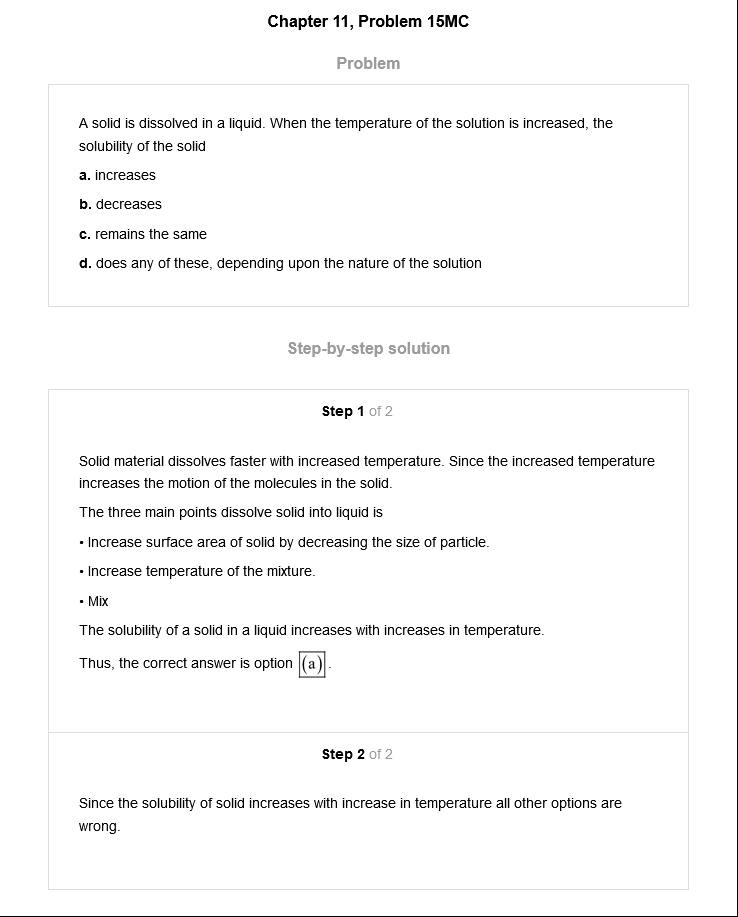 Chapter 11, Problem 15MC
Problem
A solid is dissolved in a liquid. When the temperature of the solution is increased, the
solubility of the solid
a. increases
b. decreases
c. remains the same
d. does any of these, depending upon the nature of the solution
Step-by-step solution
Step 1 of 2
Solid material dissolves faster with increased temperature. Since the increased temperature
increases the motion of the molecules in the solid.
The three main points dissolve solid into liquid is
• Increase surface area of solid by decreasing the size of particle.
• Increase temperature of the mixture.
• Mix
The solubility of a solid in a liquid increases with increases in temperature.
Thus, the correct answer is option (a).
Step 2 of 2
Since the solubility of solid increases with increase in temperature all other options are
wrong.